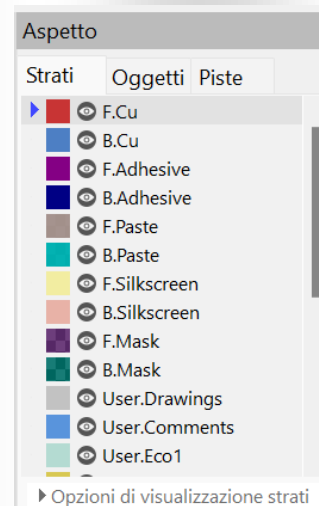 Aspetto
Strati Oggetti Piste
F.Cu
B.Cu
F.Adhesive
B.Adhesive
F.Paste
B.Paste
F.Silkscreen
B.Silkscreen
F.Mask
B.Mask
User.Drawings
User.Comments
User.Eco1
Opzioni di visualizzazione strati